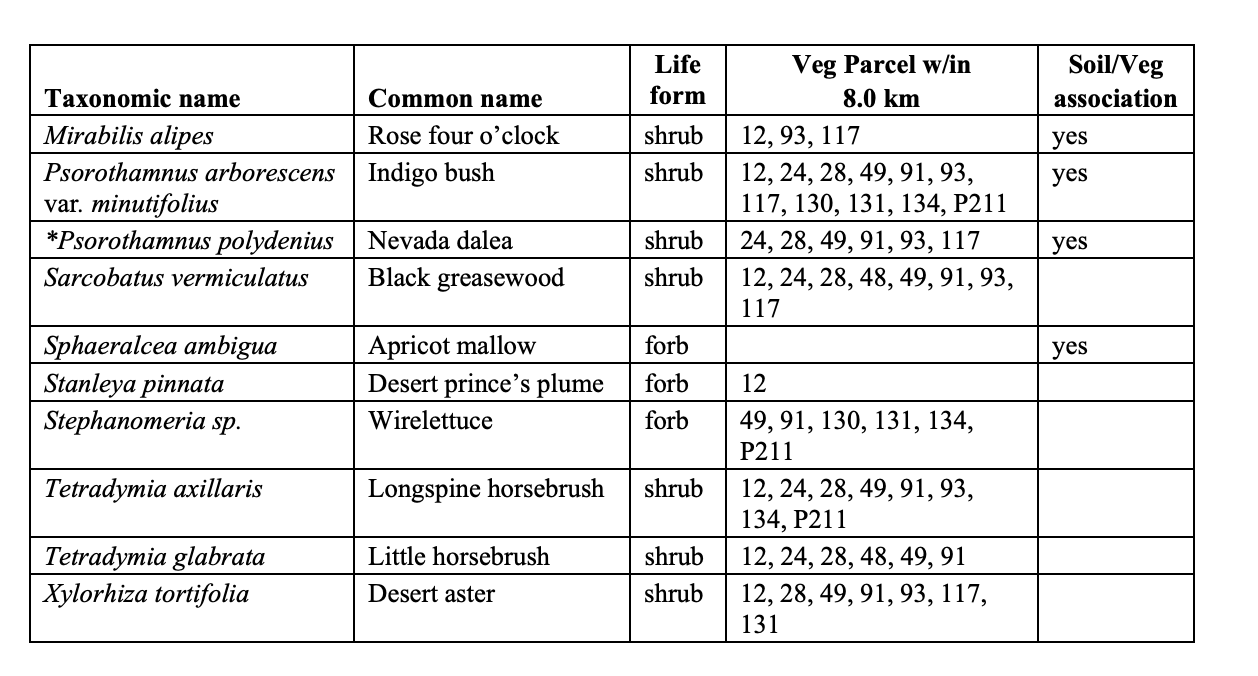 Taxonomic name Common name Life form Veg Parcel w/in 8.0 km Soil/Veg association
Mirabilis alipes Rose four o’clock shrub 12, 93, 117 yes
Psorothamnus arborescens Indigo bush shrub 12, 24, 28, 49, 91, 93, yes
var. minutifolius 117, 130, 131, 134, P211
*Psorothamnus polydenius Nevada dalea shrub 24, 28, 49, 91, 93, 117 yes
Sarcobatus vermiculatus Black greasewood shrub 12, 24, 28, 48, 49, 91, 93,
117
Sphaeralcea ambigua Apricot mallow forb yes
Stanleya pinnata Desert prince’s plume forb 12
Stephanomeria sp. Wirelettuce forb 49, 91, 130, 131, 134,
P211
Tetradymia axillaris Longspine horsebrush shrub 12, 24, 28, 49, 91, 93,
134, P211
Tetradymia glabrata Little horsebrush shrub 12, 24, 28, 48, 49, 91
Xylorhiza tortifolia Desert aster shrub 12, 28, 49, 91, 93, 117,
131